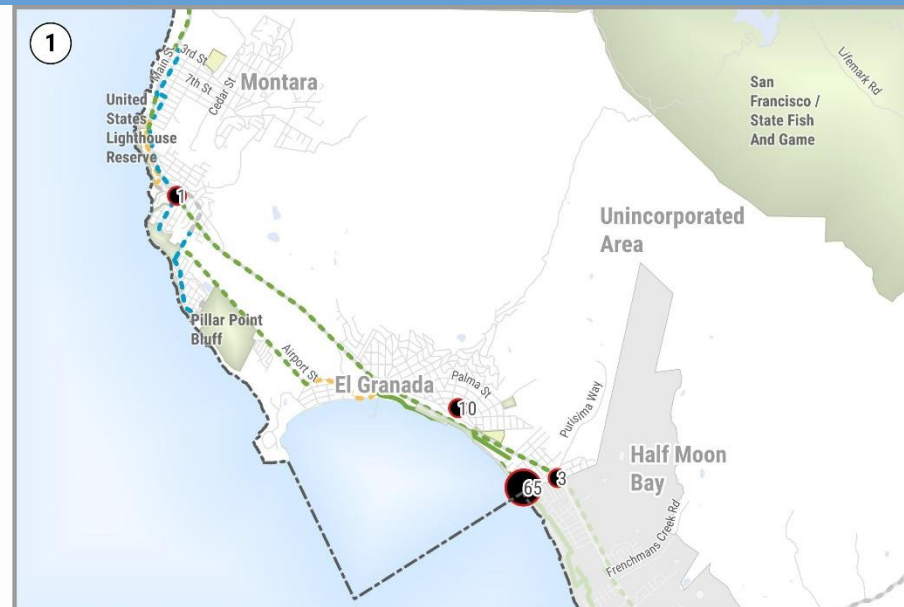 1
3rd St
Main St
7th St
Cedar St
Montara
United
States
Lighthouse
Reserve
San
Francisco /
State Fish
And Game
Lifemark Rd
1
Unincorporated
Area
Pillar Point
Bluff
Airport St
El Granada
Palma St
10
Purisima Way
Half Moon
Bay
65
3
Frenchmans Creek Rd